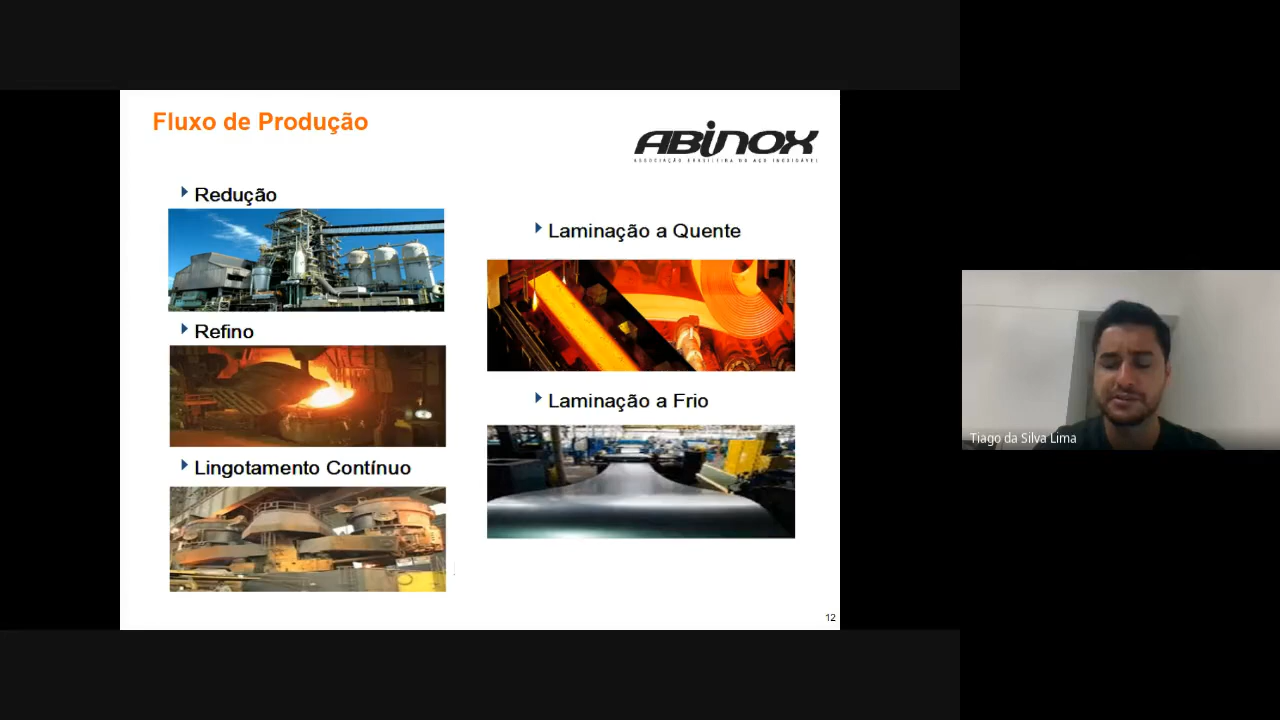 Fluxo de Produção
ABINOX
ASSOCIAÇÃO BRASILEIRA DO AÇO INOXIDÁVEL
Redução
Refino
Lingotamento Contínuo
Laminação a Quente
Laminação a Frio
12
Tiago da Silva Lima